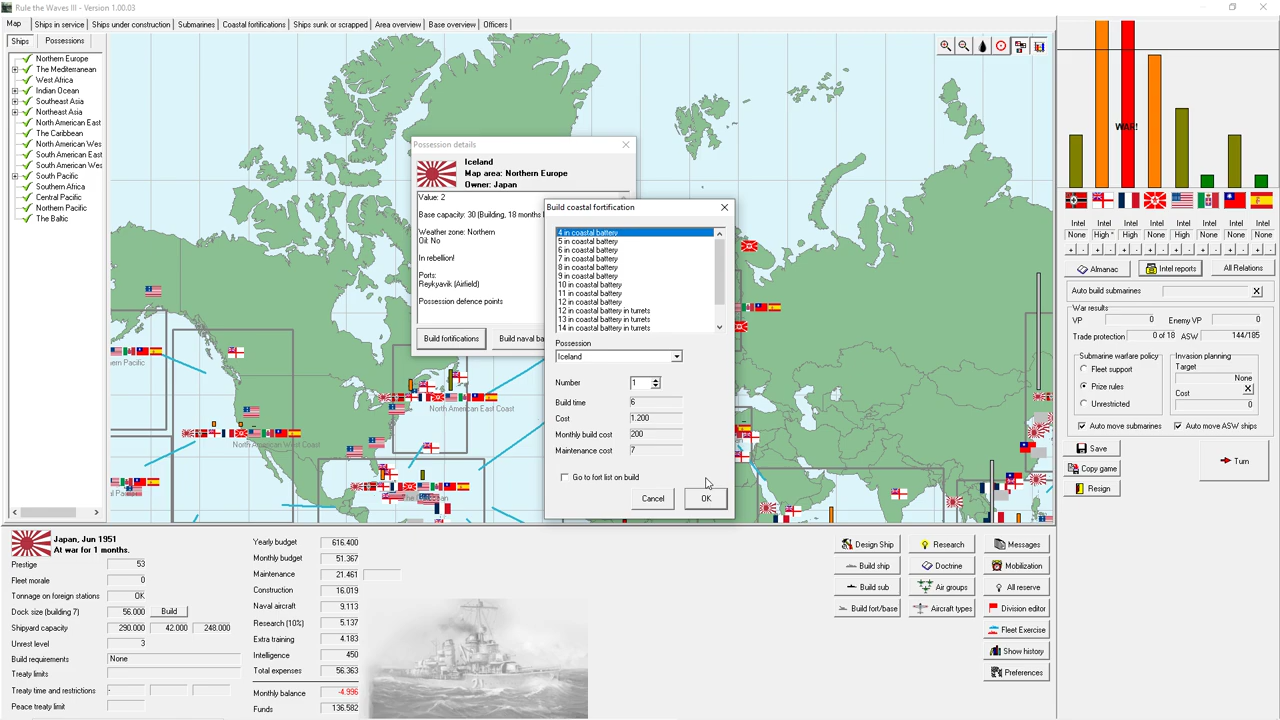 Rule the Waves III - Version 1.00.03
Map
Ships in service
Ships under construction
Submarines
Coastal fortifications
Ships sunk or scrapped
Area overview
Base overview
Officers
Ships
Possessions
Northern Europe
The Mediterranean
West Africa
Indian Ocean
Southeast Asia
Northeast Asia
North American East
The Caribbean
North American Wes
South American East
South American Wes
South Pacific
Southern Africa
Central Pacific
Northern Pacific
The Baltic
North American East Coast
North American West Coast
Possession details
Iceland
Map area: Northern Europe
Owner: Japan
Value: 2
Base capacity: 30 (Building, 18 months
Weather zone: Northern
Oil: No
In rebellion!
Ports:
Reykyavik (Airfield)
Possession defence points
Build fortifications
Build nava
Build coastal fortification
4 in coastal battery
5 in coastal battery
6 in coastal battery
7 in coastal battery
8 in coastal battery
9 in coastal battery
10 in coastal battery
11 in coastal battery
12 in coastal battery
12 in coastal battery in turrets
13 in coastal battery in turrets
14 in coastal battery in turrets
Possession
Iceland
Number 1
Build time 6
Cost 1.200
Monthly build cost 200
Maintenance cost 7
Go to fort list on build
Cancel
OK
WAR!
Intel Intel Intel Intel Intel Intel Intel Intel
None High * High None High None None None
+ - + - + - + - + - + - + - + -
Almanac
Intel reports
All Relations
Auto build submarines
War results
VP 0 Enemy VP 0
Trade protection 0 of 18 ASW 144/185
Submarine warfare policy
Fleet support
Prize rules
Unrestricted
Invasion planning
Target
None
Cost
0
Auto move submarines
Auto move ASW ships
Save
Copy game
Resign
Turn
Japan, Jun 1951
At war for 1 months.
Prestige 53
Fleet morale 0
Tonnage on foreign stations OK
Dock size (building 7) 56.000 Build
Shipyard capacity 290.000 42.000 248.000
Unrest level 3
Build requirements None
Treaty limits
Treaty time and restrictions -
Peace treaty limit
Yearly budget 616.400
Monthly budget 51.367
Maintenance 21.461
Construction 16.019
Naval aircraft 9.113
Research (10%) 5.137
Extra training 4.183
Intelligence 450
Total expenses 56.363
Monthly balance -4.996
Funds 136.582
Design Ship
Research
Messages
Build ship
Doctrine
Mobilization
Build sub
Air groups
All reserve
Build fort/base
Aircraft types
Division editor
Fleet Exercise
Show history
Preferences